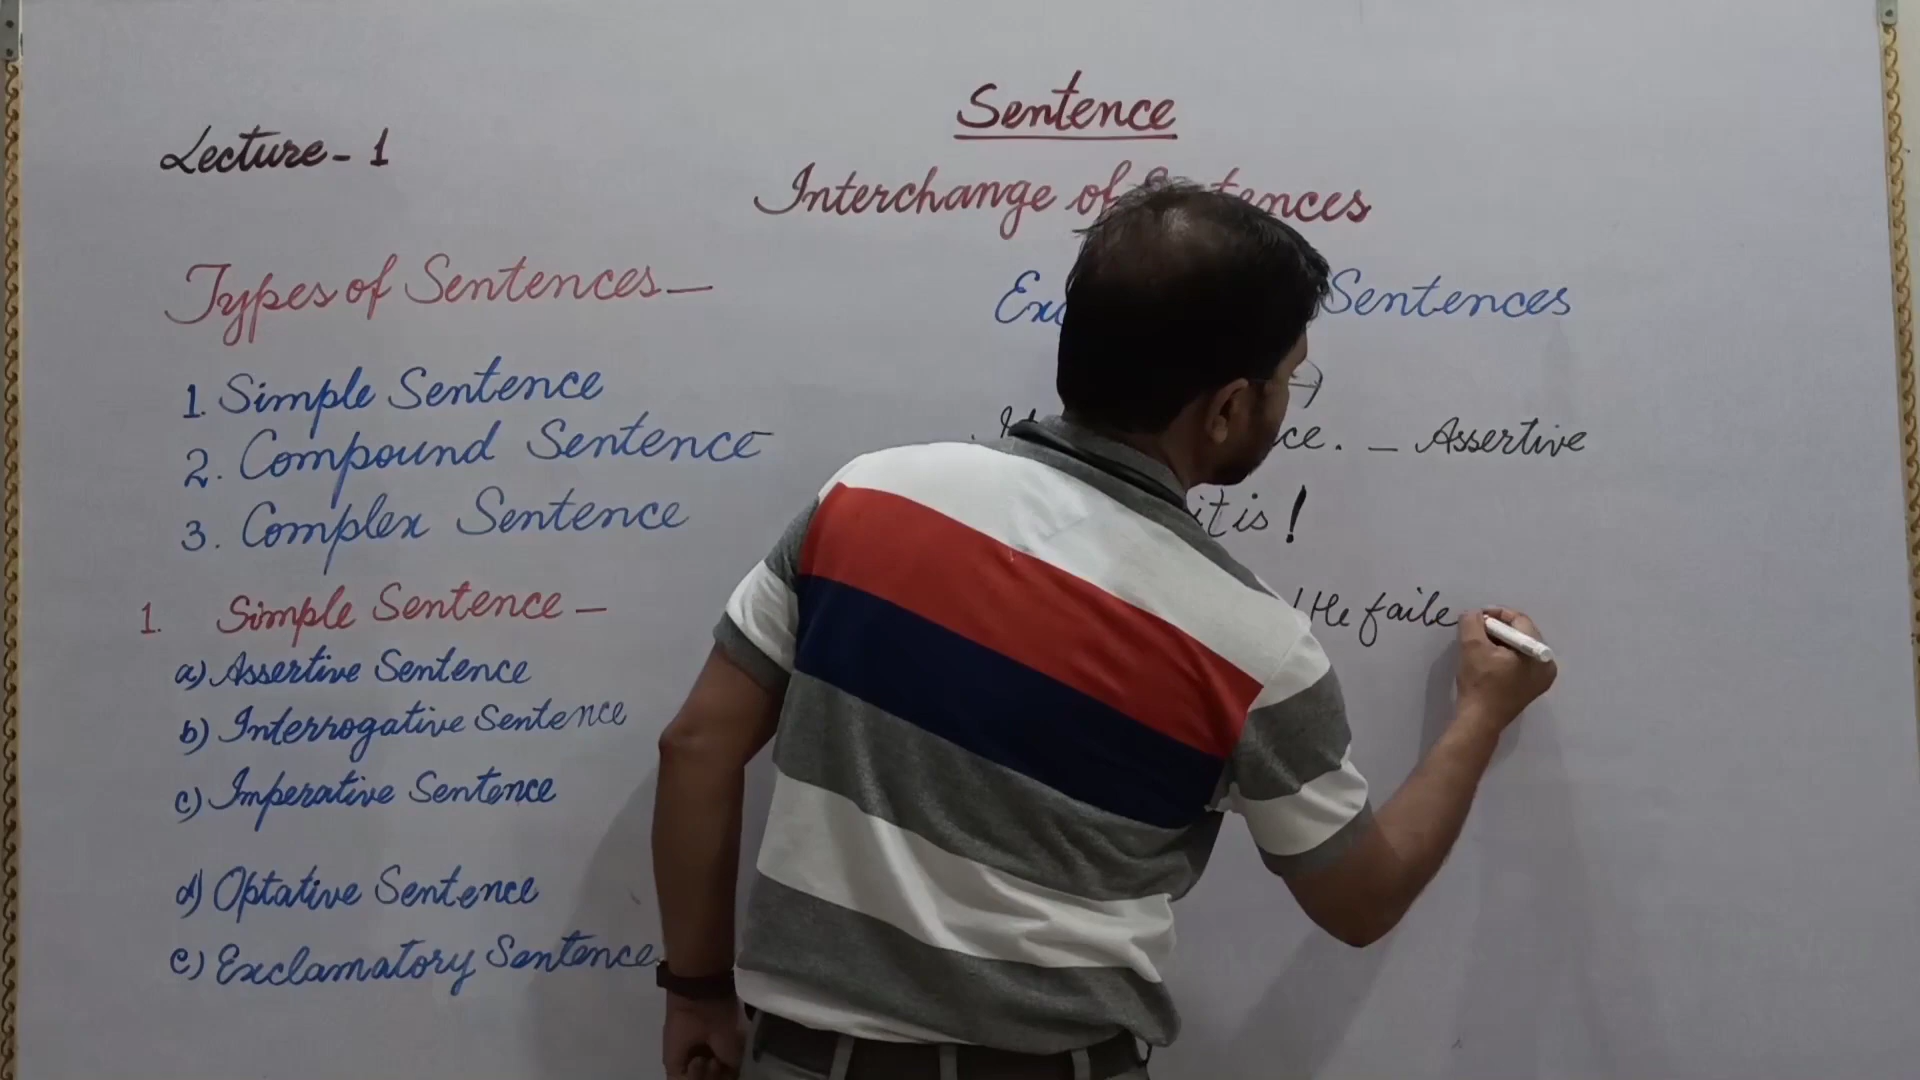 Sentence
Lecture - 1
Interchange of
Types of Sentences —
Sentences
1. Simple Sentence
2. Compound Sentence
3. Complex Sentence
. — Assertive
it is !
1. Simple Sentence —
! He faile
a) Assertive Sentence
b) Interrogative Sentence
c) Imperative Sentence
d) Optative Sentence
e) Exclamatory Sentence